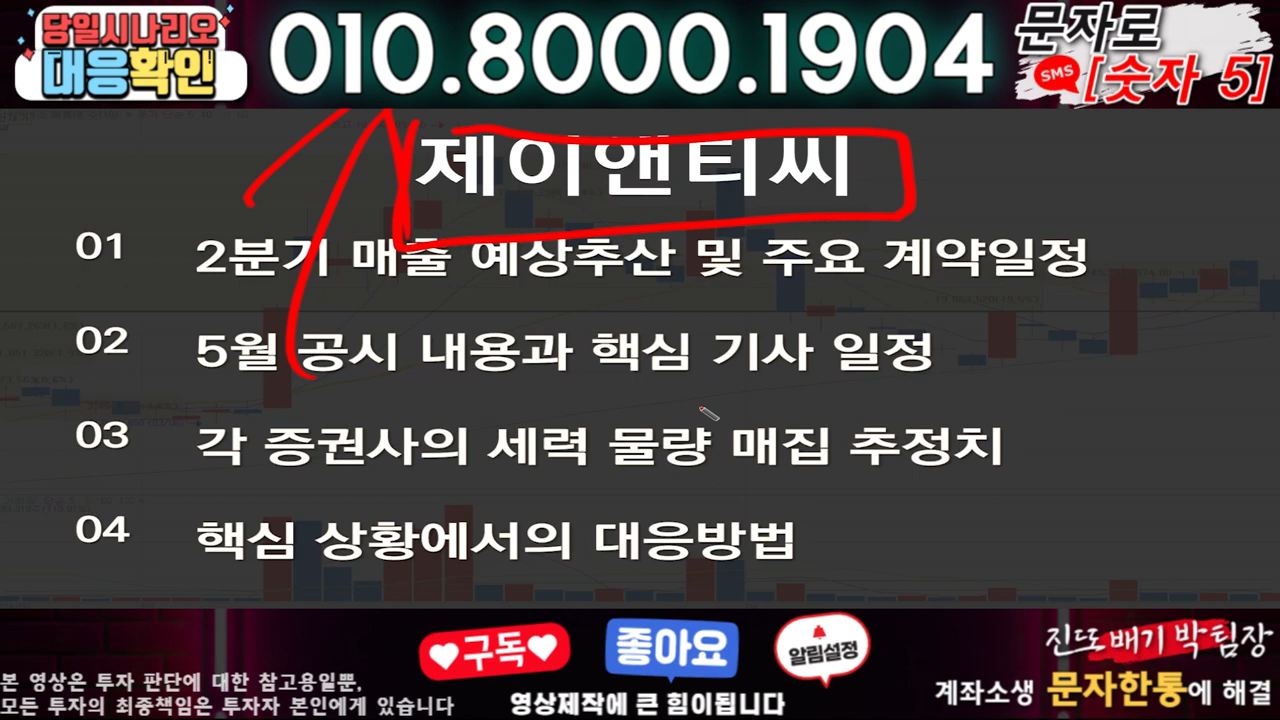 당일시나리오
대응확인
010.8000.1904
문자로
SMS
[숫자 5]
제이앤티씨
01 2분기 매출 예상추산 및 주요 계약일정
02 5월 공시 내용과 핵심 기사 일정
03 각 증권사의 세력 물량 매집 추정치
04 핵심 상황에서의 대응방법
구독
좋아요
알림설정
진또배기 박팀장
본 영상은 투자 판단에 대한 참고용일뿐,
모든 투자의 최종책임은 투자자 본인에게 있습니다
영상제작에 큰 힘이됩니다
계좌소생 문자한통에 해결